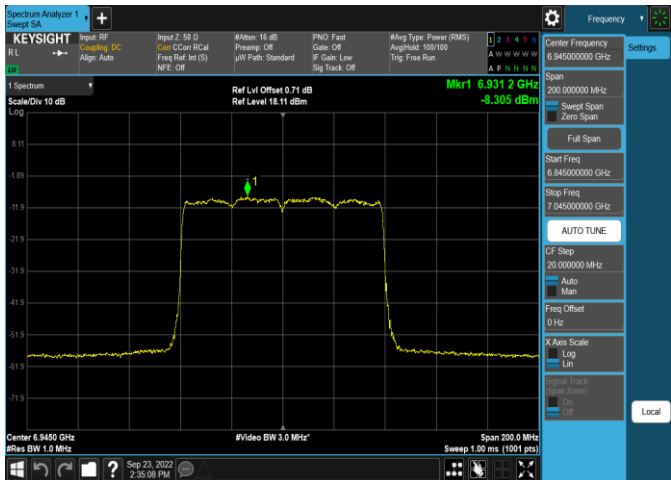 Spectrum Analyzer 1
Swept SA
+
Frequency
KEYSIGHT
RL
Input: RF
Coupling: DC
Align: Auto
Input Z: 50 Ω
Corr CCorr RCal
Freq Ref: Int (S)
NFE: Off
#Atten: 16 dB
Preamp: Off
µW Path: Standard
PNO: Fast
Gate: Off
IF Gain: Low
Sig Track: Off
#Avg Type: Power (RMS)
Avg|Hold: 100/100
Trig: Free Run
1 2 3 4 5 6
A W W W W W
A P N N N N
1 Spectrum
Scale/Div 10 dB
Log
Ref Lvl Offset 0.71 dB
Ref Level 18.11 dBm
Mkr1 6.931 2 GHz
-8.305 dBm
8.11
-1.89
-11.9
-21.9
-31.9
-41.9
-51.9
-61.9
-71.9
1
Center 6.9450 GHz
#Res BW 1.0 MHz
#Video BW 3.0 MHz*
Span 200.0 MHz
Sweep 1.00 ms (1001 pts)
Sep 23, 2022
2:35:08 PM
Center Frequency
6.945000000 GHz
Settings
Span
200.000000 MHz
Swept Span
Zero Span
Full Span
Start Freq
6.845000000 GHz
Stop Freq
7.045000000 GHz
AUTO TUNE
CF Step
20.000000 MHz
Auto
Man
Freq Offset
0 Hz
X Axis Scale
Log
Lin
Signal Track
(Span Zoom)
On
Off
Local